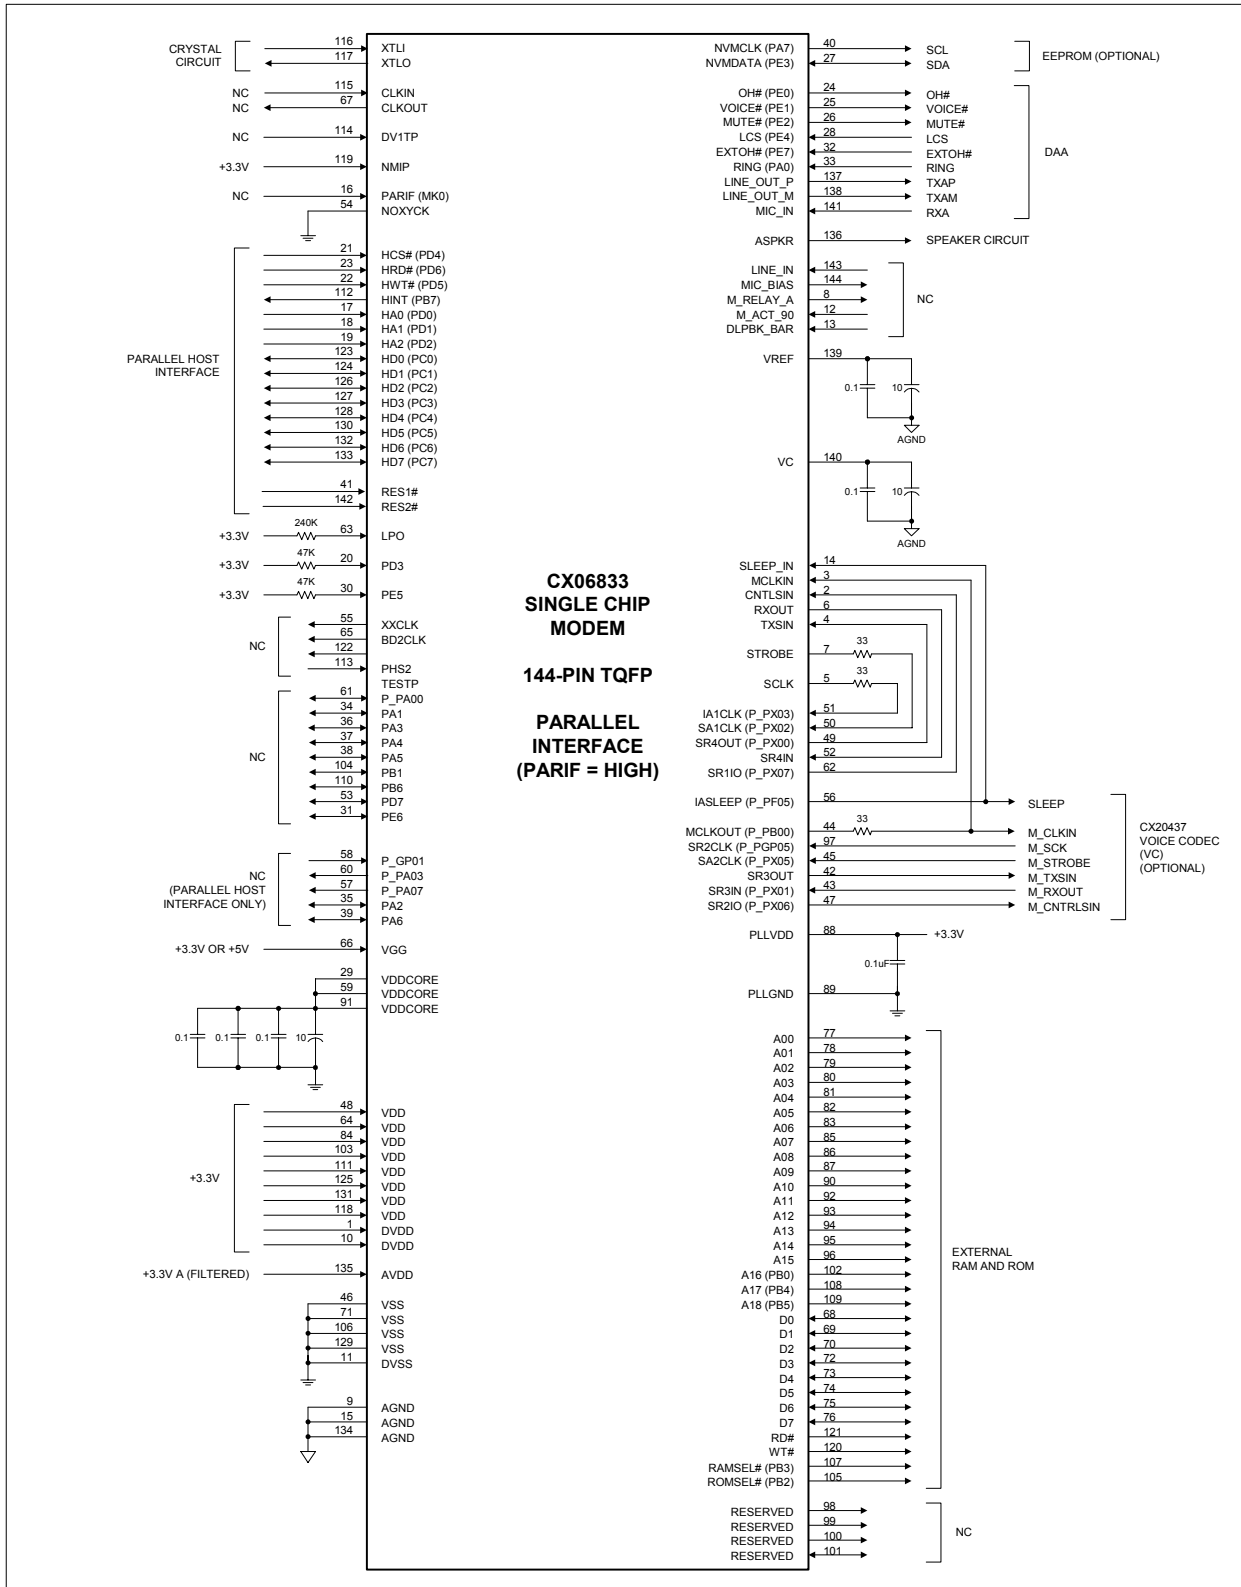 CRYSTAL
CIRCUIT
116 XTLI
117 XTLO
NC 115 CLKIN
NC 67 CLKOUT
NC 114 DV1TP
+3.3V 119 NMIP
NC 16 PARIF (MK0)
54 NOXYCK
PARALLEL HOST
INTERFACE
21 HCS# (PD4)
23 HRD# (PD6)
22 HWT# (PD5)
112 HINT (PB7)
17 HA0 (PD0)
18 HA1 (PD1)
19 HA2 (PD2)
123 HD0 (PC0)
124 HD1 (PC1)
126 HD2 (PC2)
127 HD3 (PC3)
128 HD4 (PC4)
130 HD5 (PC5)
132 HD6 (PC6)
133 HD7 (PC7)
41 RES1#
142 RES2#
+3.3V 240K 63 LPO
+3.3V 47K 20 PD3
+3.3V 47K 30 PE5
NC
55 XXCLK
65 BD2CLK
122
113 PHS2
TESTP
NC
61 P_PA00
34 PA1
36 PA3
37 PA4
38 PA5
104 PB1
110 PB6
53 PD7
31 PE6
NC
(PARALLEL HOST
INTERFACE ONLY)
58 P_GP01
60 P_PA03
57 P_PA07
35 PA2
39 PA6
+3.3V OR +5V 66 VGG
29 VDDCORE
59 VDDCORE
91 VDDCORE
0.1 0.1 0.1 10
+3.3V
48 VDD
64 VDD
84 VDD
103 VDD
111 VDD
125 VDD
131 VDD
118 VDD
1 DVDD
10 DVDD
+3.3V A (FILTERED) 135 AVDD
46 VSS
71 VSS
106 VSS
129 VSS
11 DVSS
9 AGND
15 AGND
134 AGND
CX06833
SINGLE CHIP
MODEM
144-PIN TQFP
PARALLEL
INTERFACE
(PARIF = HIGH)
NVMCLK (PA7) 40 SCL
NVMDATA (PE3) 27 SDA
EEPROM (OPTIONAL)
OH# (PE0) 24 OH#
VOICE# (PE1) 25 VOICE#
MUTE# (PE2) 26 MUTE#
LCS (PE4) 28 LCS
EXTOH# (PE7) 32 EXTOH#
RING (PA0) 33 RING
LINE_OUT_P 137 TXAP
LINE_OUT_M 138 TXAM
MIC_IN 141 RXA
DAA
ASPKR 136 SPEAKER CIRCUIT
LINE_IN 143
MIC_BIAS 144
M_RELAY_A 8
M_ACT_90 12
DLPBK_BAR 13
NC
VREF 139
0.1 10
AGND
VC 140
0.1 10
AGND
SLEEP_IN 14
MCLKIN 3
CNTLSIN 2
RXOUT 6
TXSIN 4
STROBE 7 33
SCLK 5 33
IA1CLK (P_PX03) 51
SA1CLK (P_PX02) 50
SR4OUT (P_PX00) 49
SR4IN 52
SR1IO (P_PX07) 62
IASLEEP (P_PF05) 56 SLEEP
MCLKOUT (P_PB00) 44 33 M_CLKIN
SR2CLK (P_PGP05) 97 M_SCK
SA2CLK (P_PX05) 45 M_STROBE
SR3OUT 42 M_TXSIN
SR3IN (P_PX01) 43 M_RXOUT
SR2IO (P_PX06) 47 M_CNTRLSIN
CX20437
VOICE CODEC
(VC)
(OPTIONAL)
PLLVDD 88 +3.3V
0.1uF
PLLGND 89
A00 77
A01 78
A02 79
A03 80
A04 81
A05 82
A06 83
A07 85
A08 86
A09 87
A10 90
A11 92
A12 93
A13 94
A14 95
A15 96
A16 (PB0) 102
A17 (PB4) 108
A18 (PB5) 109
D0 68
D1 69
D2 70
D3 72
D4 73
D5 74
D6 75
D7 76
RD# 121
WT# 120
RAMSEL# (PB3) 107
ROMSEL# (PB2) 105
EXTERNAL
RAM AND ROM
RESERVED 98
RESERVED 99
RESERVED 100
RESERVED 101
NC